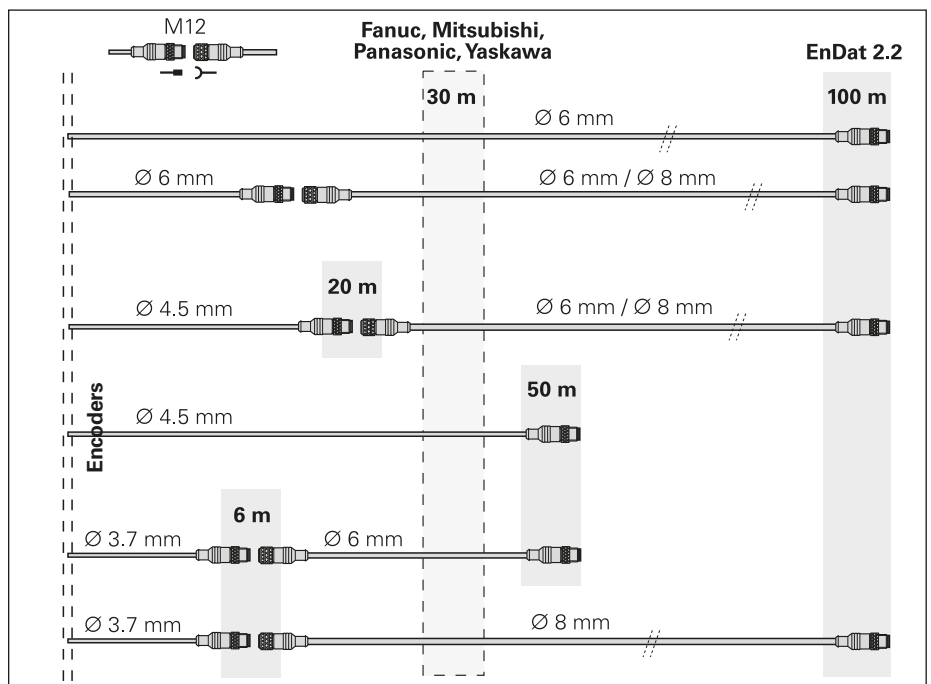 M12
Fanuc, Mitsubishi,
Panasonic, Yaskawa
EnDat 2.2
30 m
100 m
Ø 6 mm
Ø 6 mm
Ø 6 mm / Ø 8 mm
20 m
Ø 4.5 mm
Ø 6 mm / Ø 8 mm
Encoders
50 m
Ø 4.5 mm
6 m
Ø 3.7 mm
Ø 6 mm
Ø 3.7 mm
Ø 8 mm